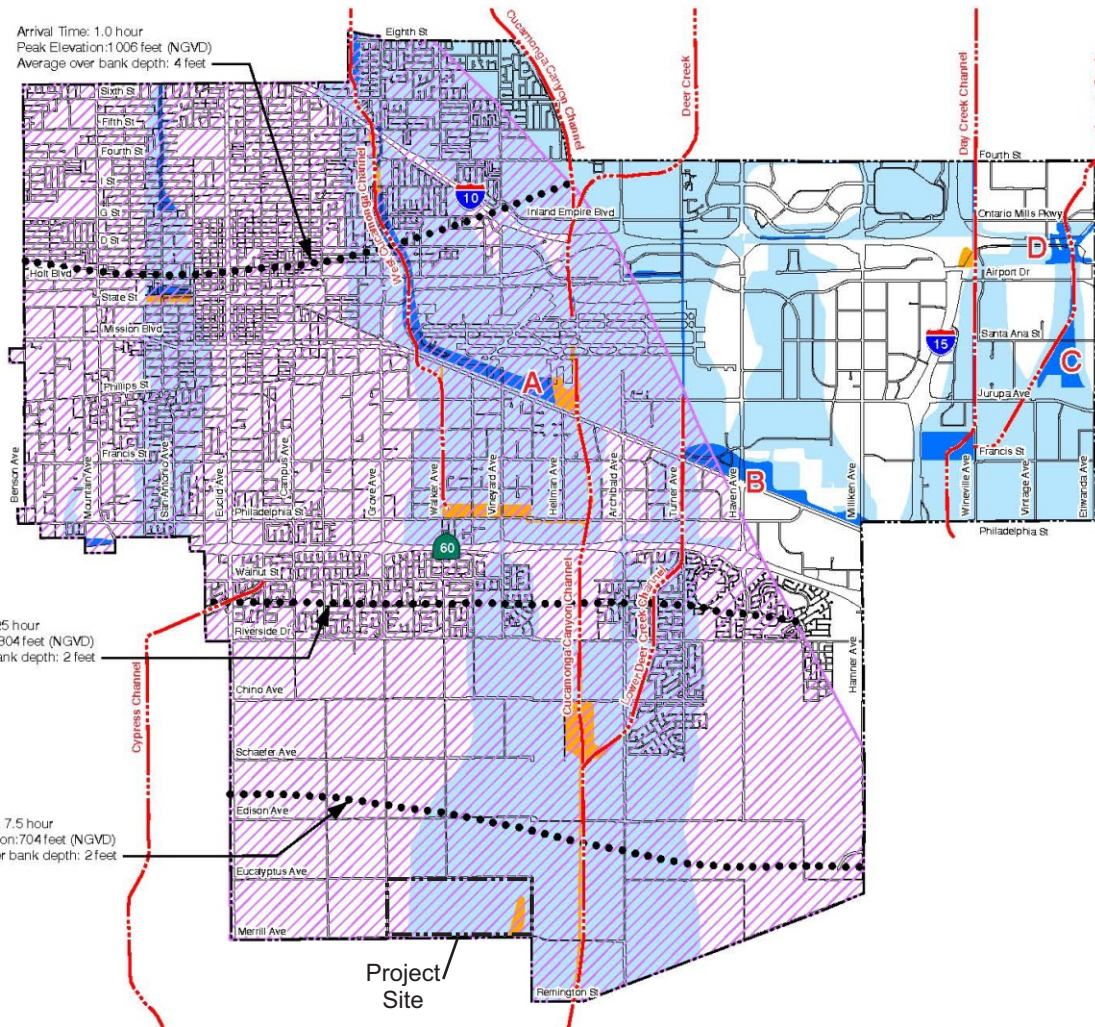 Arrival Time: 1.0 hour
Peak Elevation:1006 feet (NGVD)
Average over bank depth: 4 feet
Eighth St
Cucamonga Canyon Channel
Deer Creek
Day Creek Channel
Sixth St
Fifth St
Fourth St
I St
G St
D St
Holt Blvd
State St
Mission Blvd
Phillips St
Francis St
West Cucamonga Channel
10
Inland Empire Blvd
Fourth St
Ontario Mills Pkwy
D
Airport Dr
Santa Ana St
15
C
Jurupa Ave
Francis St
A
B
Benson Ave
Mountain Ave
San Antonio Ave
Euclid Ave
Campus Ave
Grove Ave
Walker Ave
Vineyard Ave
Hellman Ave
Archibald Ave
Turner Ave
Haven Ave
Milliken Ave
Wineville Ave
Vintage Ave
Etiwanda Ave
Philadelphia St
Philadelphia St
60
Walnut St
Riverside Dr
25 hour
804 feet (NGVD)
bank depth: 2 feet
Chino Ave
Cypress Channel
Cucamonga Canyon Channel
Lower Deer Creek Channel
Hamner Ave
Schaefer Ave
Edison Ave
7.5 hour
on:704 feet (NGVD)
er bank depth: 2 feet
Eucalyptus Ave
Merrill Ave
Project
Site
Remington St